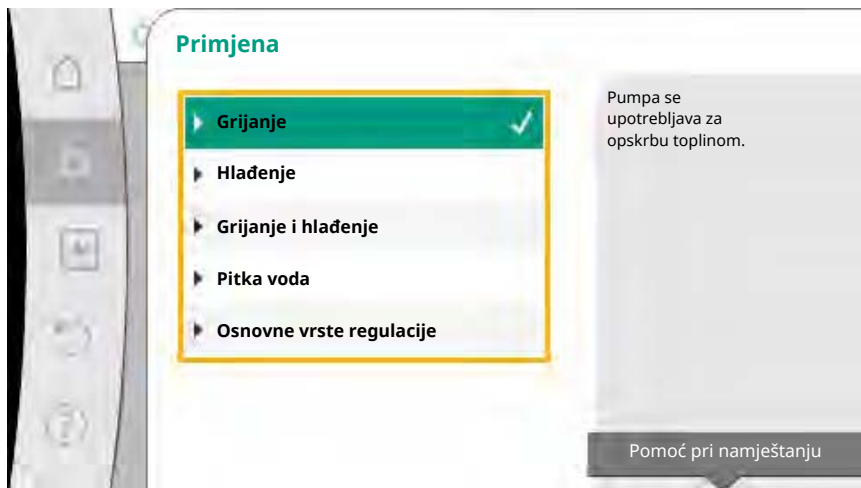 Primjena
Grijanje
Hlađenje
Grijanje i hlađenje
Pitka voda
Osnovne vrste regulacije
Pumpa se
upotrebljava za
opskrbu toplinom.
Pomoć pri namještanju